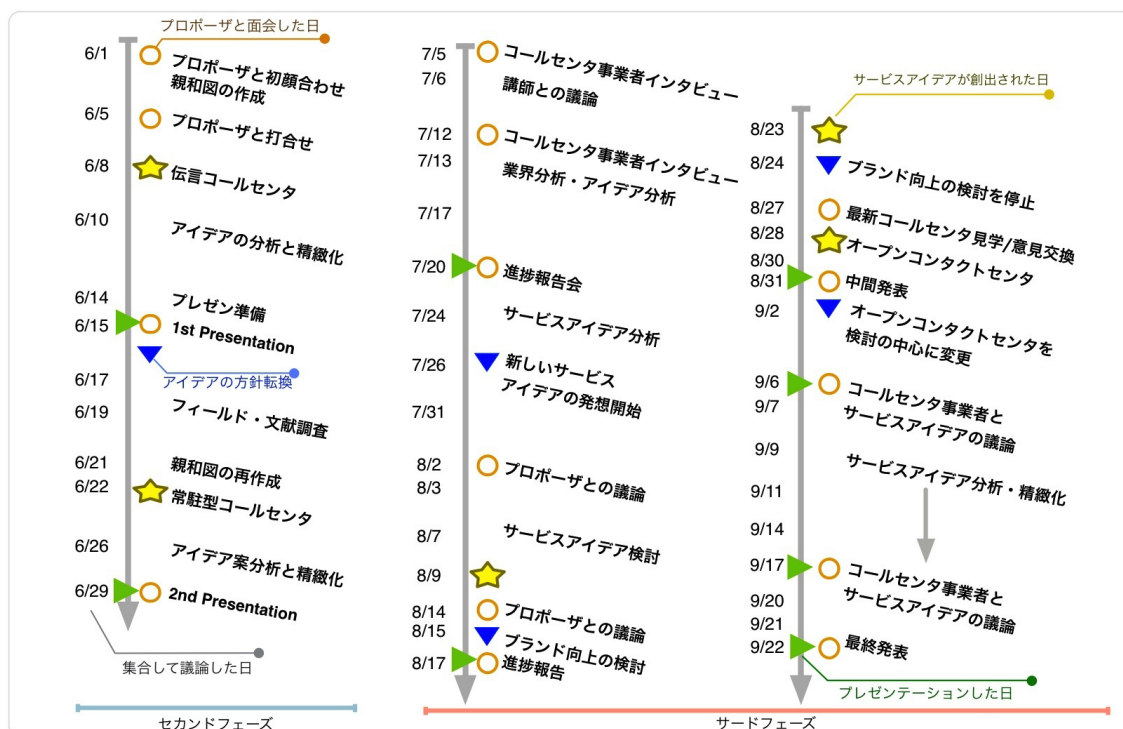 プロポーザと面会した日
6/1
プロポーザと初顔合わせ
親和図の作成
6/5
プロポーザと打合せ
6/8
伝言コールセンタ
6/10
アイデアの分析と精緻化
6/14
プレゼン準備
6/15
1st Presentation
アイデアの方針転換
6/17
6/19
フィールド・文献調査
6/21
親和図の再作成
6/22
常駐型コールセンタ
6/26
アイデア案分析と精緻化
6/29
2nd Presentation
集合して議論した日
セカンドフェーズ
7/5
コールセンタ事業者インタビュー
7/6
講師との議論
7/12
コールセンタ事業者インタビュー
7/13
業界分析・アイデア分析
7/17
7/20
進捗報告会
7/24
サービスアイデア分析
7/26
新しいサービス
アイデアの発想開始
7/31
8/2
プロポーザとの議論
8/3
8/7
サービスアイデア検討
8/9
8/14
プロポーザとの議論
8/15
ブランド向上の検討
8/17
進捗報告
サービスアイデアが創出された日
8/23
8/24
ブランド向上の検討を停止
8/27
最新コールセンタ見学/意見交換
8/28
オープンコンタクトセンタ
8/30
8/31
中間発表
9/2
オープンコンタクトセンタを
検討の中心に変更
9/6
コールセンタ事業者と
サービスアイデアの議論
9/7
9/9
サービスアイデア分析・精緻化
9/11
9/14
9/17
コールセンタ事業者と
サービスアイデアの議論
9/20
9/21
9/22
最終発表
プレゼンテーションした日
サードフェーズ